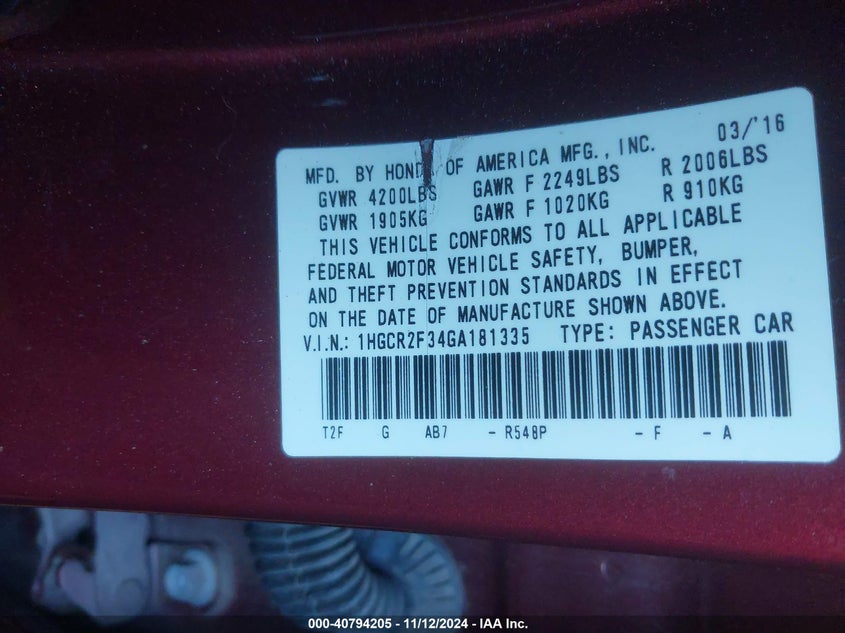 MFD. BY HONDA OF AMERICA MFG., INC. 03/'16
GVWR 4200LBS GAWR F 2249LBS R 2006LBS
GVWR 1905KG GAWR F 1020KG R 910KG
THIS VEHICLE CONFORMS TO ALL APPLICABLE
FEDERAL MOTOR VEHICLE SAFETY, BUMPER,
AND THEFT PREVENTION STANDARDS IN EFFECT
ON THE DATE OF MANUFACTURE SHOWN ABOVE.
V.I.N.: 1HGCR2F34GA181335 TYPE: PASSENGER CAR
T2F G AB7 - R548P - F - A
000-40794205 - 11/12/2024 - IAA Inc.